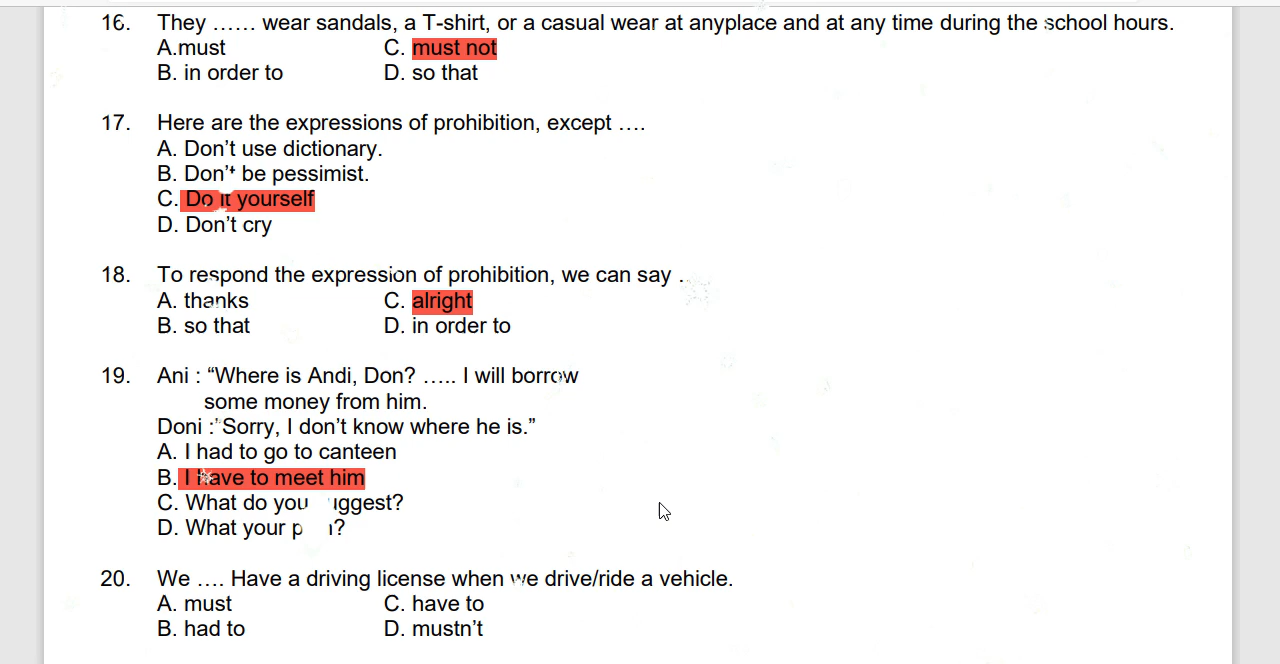 16. They …… wear sandals, a T-shirt, or a casual wear at anyplace and at any time during the school hours.
A.must C. must not
B. in order to D. so that
17. Here are the expressions of prohibition, except ….
A. Don’t use dictionary.
B. Don’t be pessimist.
C. Do it yourself
D. Don’t cry
18. To respond the expression of prohibition, we can say ..
A. thanks C. alright
B. so that D. in order to
19. Ani : “Where is Andi, Don? ….. I will borrow
some money from him.
Doni :”Sorry, I don’t know where he is.”
A. I had to go to canteen
B. I have to meet him
C. What do you suggest?
D. What your ?
20. We …. Have a driving license when we drive/ride a vehicle.
A. must C. have to
B. had to D. mustn’t